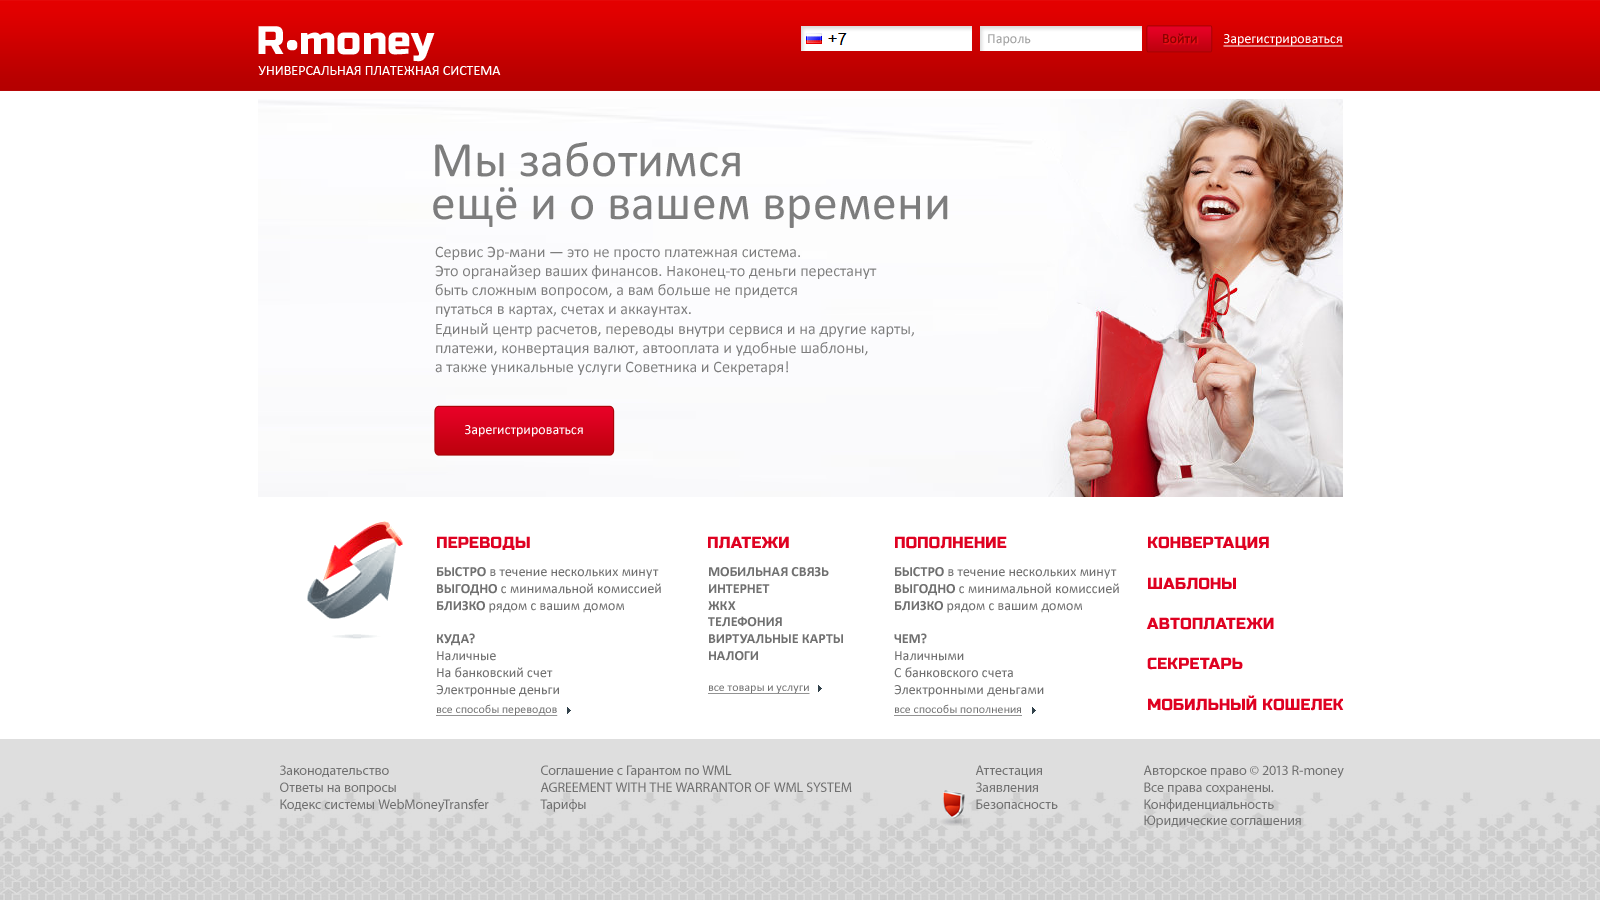 R•money
УНИВЕРСАЛЬНАЯ ПЛАТЕЖНАЯ СИСТЕМА
+7
Пароль
Войти
Зарегистрироваться
Мы заботимся
ещё и о вашем времени
Сервис Эр-мани — это не просто платежная система.
Это органайзер ваших финансов. Наконец-то деньги перестанут
быть сложным вопросом, а вам больше не придется
путаться в картах, счетах и аккаунтах.
Единый центр расчетов, переводы внутри сервися и на другие карты,
платежи, конвертация валют, автооплата и удобные шаблоны,
а также уникальные услуги Советника и Секретаря!
Зарегистрироваться
ПЕРЕВОДЫ
БЫСТРО в течение нескольких минут
ВЫГОДНО с минимальной комиссией
БЛИЗКО рядом с вашим домом
КУДА?
Наличные
На банковский счет
Электронные деньги
все способы переводов
ПЛАТЕЖИ
МОБИЛЬНАЯ СВЯЗЬ
ИНТЕРНЕТ
ЖКХ
ТЕЛЕФОНИЯ
ВИРТУАЛЬНЫЕ КАРТЫ
НАЛОГИ
все товары и услуги
ПОПОЛНЕНИЕ
БЫСТРО в течение нескольких минут
ВЫГОДНО с минимальной комиссией
БЛИЗКО рядом с вашим домом
ЧЕМ?
Наличными
С банковского счета
Электронными деньгами
все способы пополнения
КОНВЕРТАЦИЯ
ШАБЛОНЫ
АВТОПЛАТЕЖИ
СЕКРЕТАРЬ
МОБИЛЬНЫЙ КОШЕЛЕК
Законодательство
Ответы на вопросы
Кодекс системы WebMoneyTransfer
Соглашение с Гарантом по WML
AGREEMENT WITH THE WARRANTOR OF WML SYSTEM
Тарифы
Аттестация
Заявления
Безопасность
Авторское право © 2013 R-money
Все права сохранены.
Конфиденциальность
Юридические соглашения